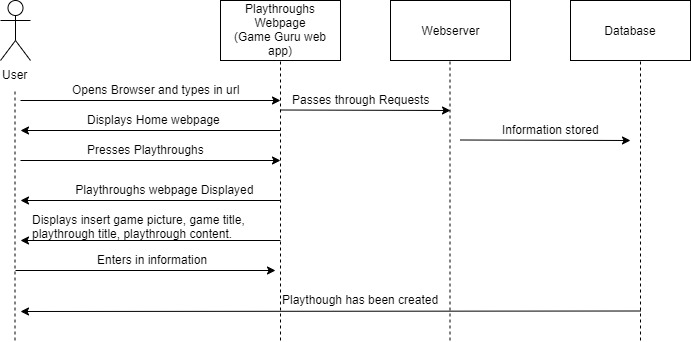 Playthroughs
Webpage
(Game Guru web
app)
Webserver
Database
User
Opens Browser and types in url
Passes through Requests
Displays Home webpage
Information stored
Presses Playthroughs
Playthroughs webpage Displayed
Displays insert game picture, game title,
playthrough title, playthrough content.
Enters in information
Playthough has been created